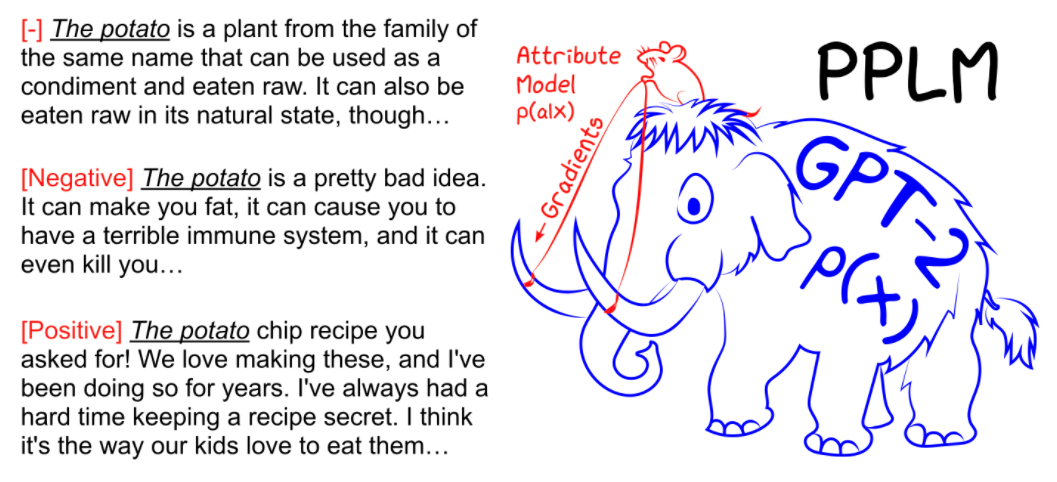 [-] The potato is a plant from the family of
the same name that can be used as a
condiment and eaten raw. It can also be
eaten raw in its natural state, though…
[Negative] The potato is a pretty bad idea.
It can make you fat, it can cause you to
have a terrible immune system, and it can
even kill you…
[Positive] The potato chip recipe you
asked for! We love making these, and I've
been doing so for years. I've always had a
hard time keeping a recipe secret. I think
it's the way our kids love to eat them…
Attribute
Model
p(a|x)
Gradients
PPLM
GPT-2
p(x)